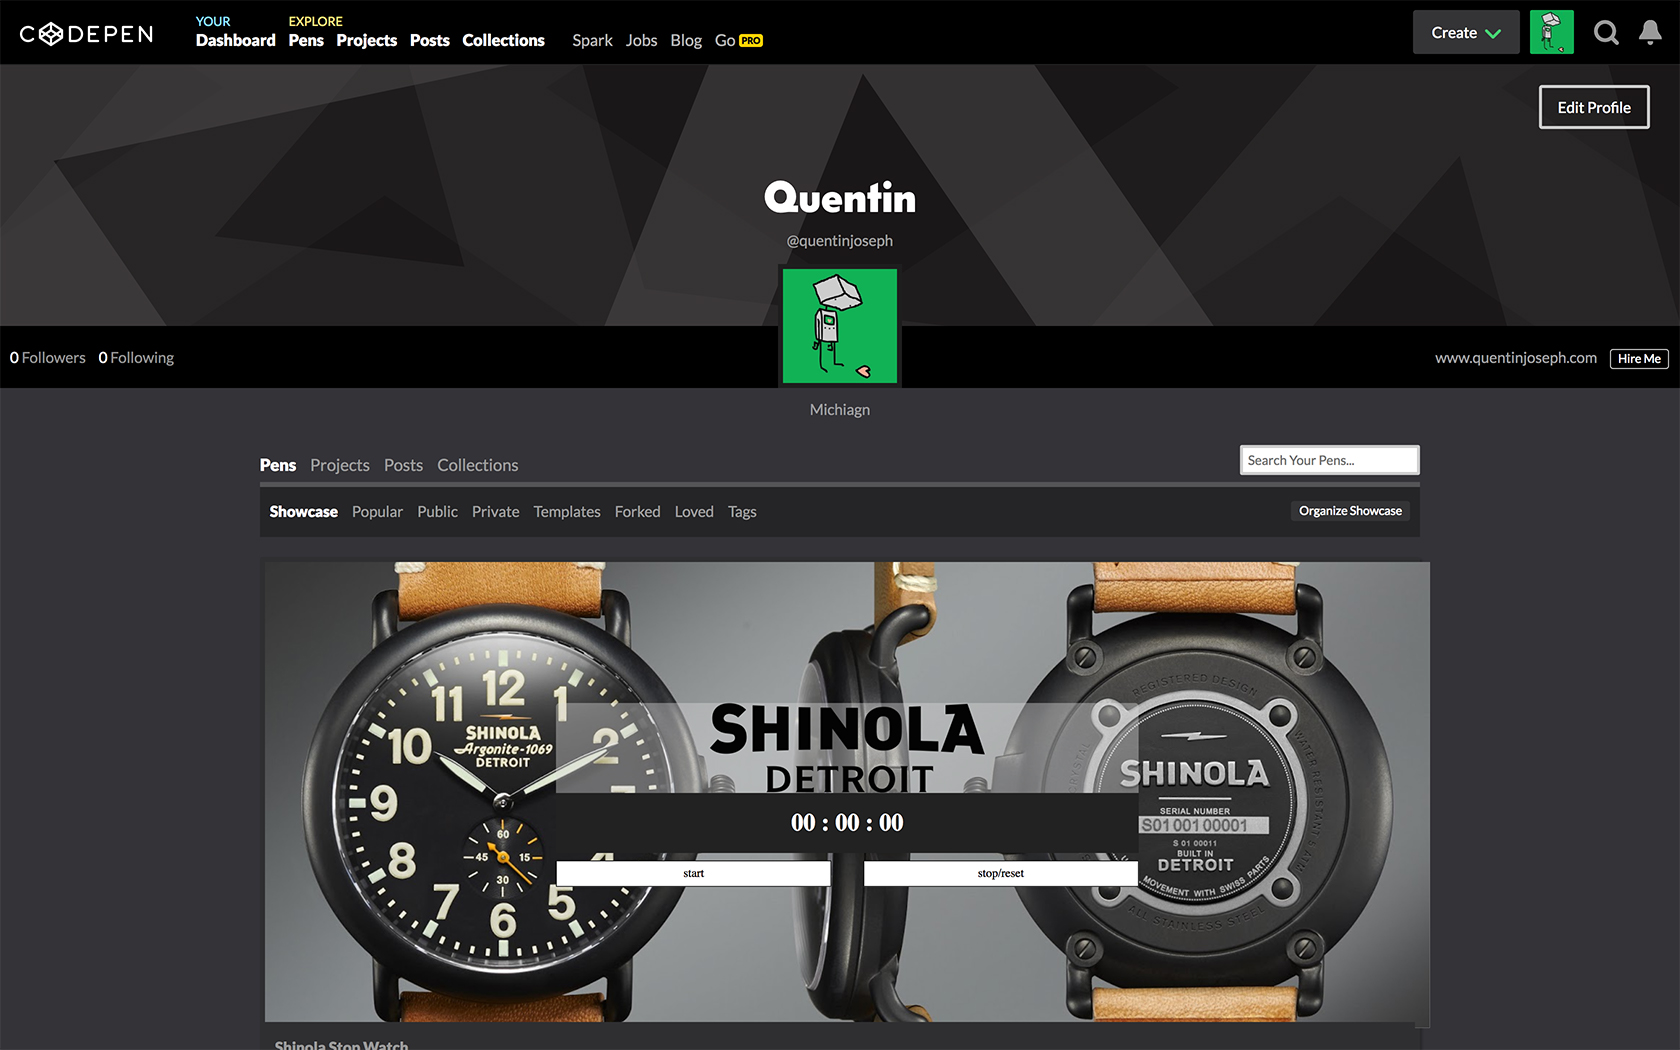 CODEPEN
YOUR
Dashboard
EXPLORE
Pens Projects Posts Collections
Spark Jobs Blog Go PRO
Create
Edit Profile
Quentin
@quentinjoseph
0 Followers 0 Following
www.quentinjoseph.com Hire Me
Michiagn
Pens Projects Posts Collections
Search Your Pens...
Showcase Popular Public Private Templates Forked Loved Tags
Organize Showcase
12
11 1
10 2
9
8 4
7 5
6
SHINOLA
Argonite-1069
DETROIT
60
45 15
30
SHINOLA
DETROIT
00 : 00 : 00
start
stop/reset
REGISTERED DESIGN
WATER RESISTANT 5 ATM
CRYSTAL
SHINOLA
SERIAL NUMBER
S01 001 00001
S 01 00011
BUILT IN
DETROIT
MOVEMENT WITH SWISS PARTS
ALL STAINLESS STEEL
Shinola Stop Watch